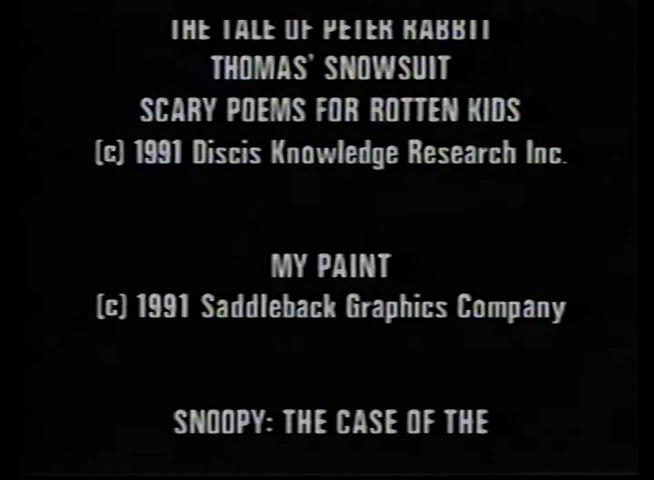 THE TALE OF PETER RABBIT
THOMAS' SNOWSUIT
SCARY POEMS FOR ROTTEN KIDS
(c) 1991 Discis Knowledge Research Inc.
MY PAINT
(c) 1991 Saddleback Graphics Company
SNOOPY: THE CASE OF THE